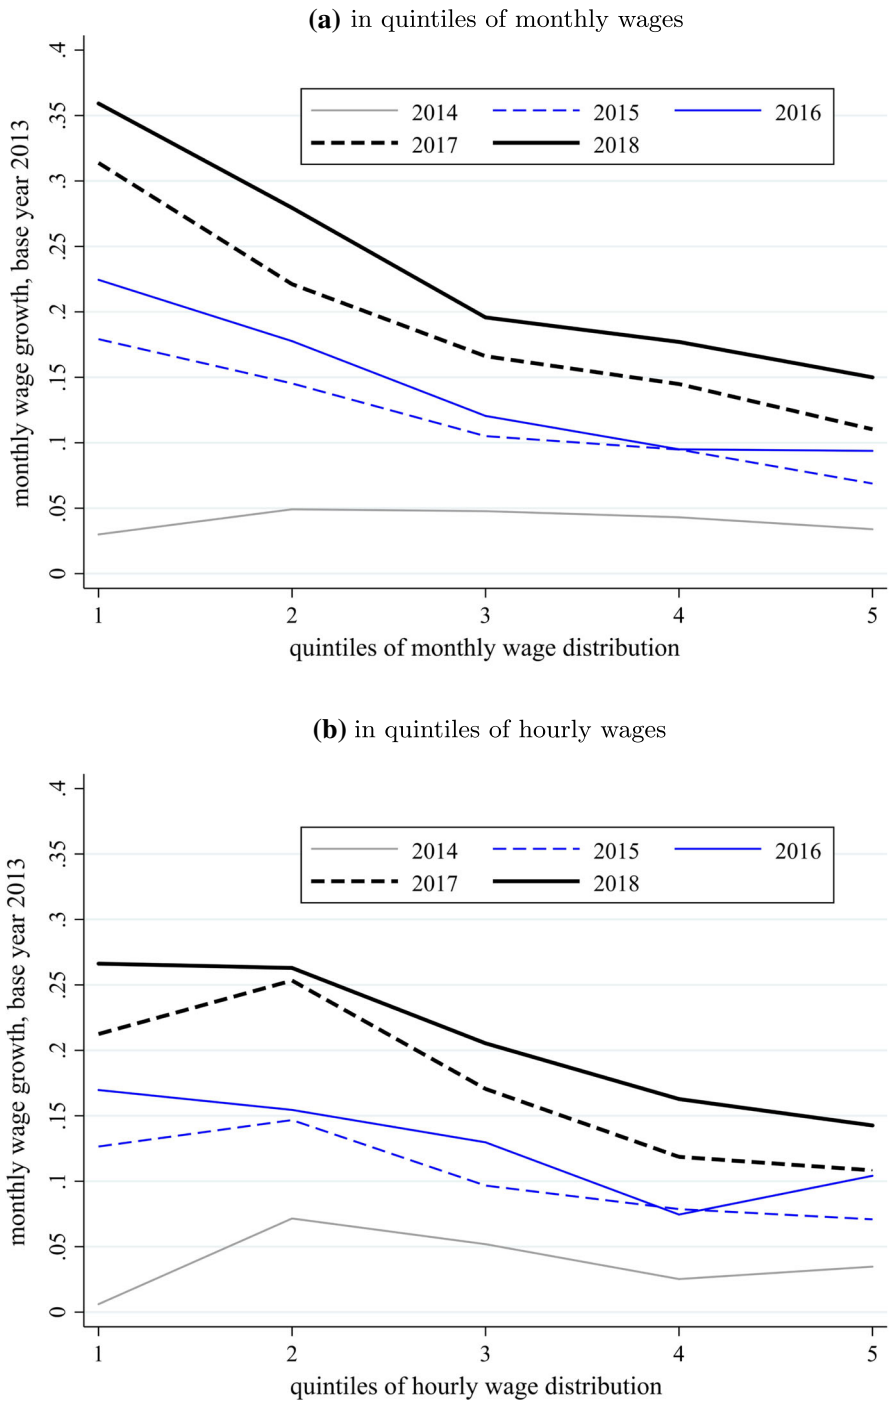 (a) in quintiles of monthly wages
.4
.35
.3
.25
.2
.15
.1
.05
0
monthly wage growth, base year 2013
2014 2015 2016
2017 2018
1 2 3 4 5
quintiles of monthly wage distribution
(b) in quintiles of hourly wages
.4
.35
.3
.25
.2
.15
.1
.05
0
monthly wage growth, base year 2013
2014 2015 2016
2017 2018
1 2 3 4 5
quintiles of hourly wage distribution